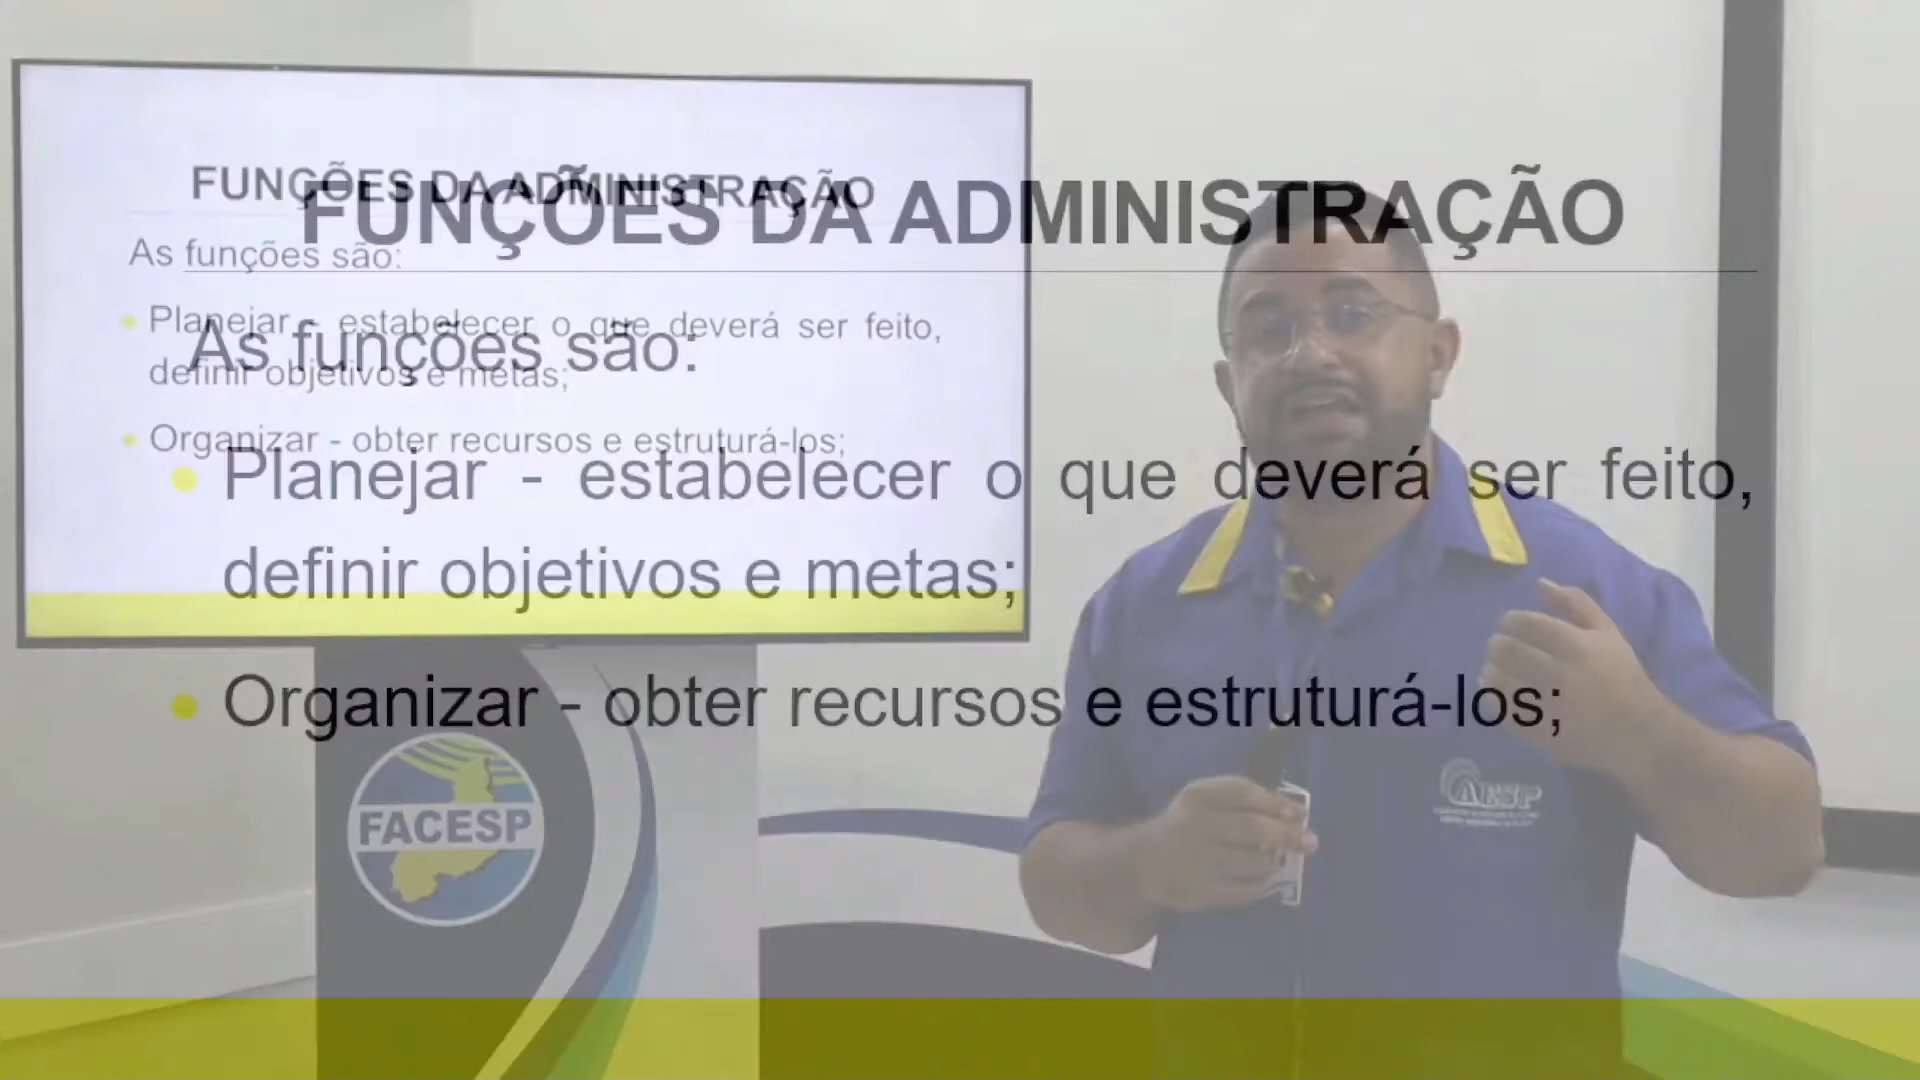 FUNÇÕES DA ADMINISTRAÇÃO
As funções são:
• Planejar - estabelecer o que deverá ser feito,
definir objetivos e metas;
• Organizar - obter recursos e estruturá-los;
FUNÇÕES DA ADMINISTRAÇÃO
As funções são:
• Planejar - estabelecer o que deverá ser feito,
definir objetivos e metas;
• Organizar - obter recursos e estruturá-los;
FACESP
AESP